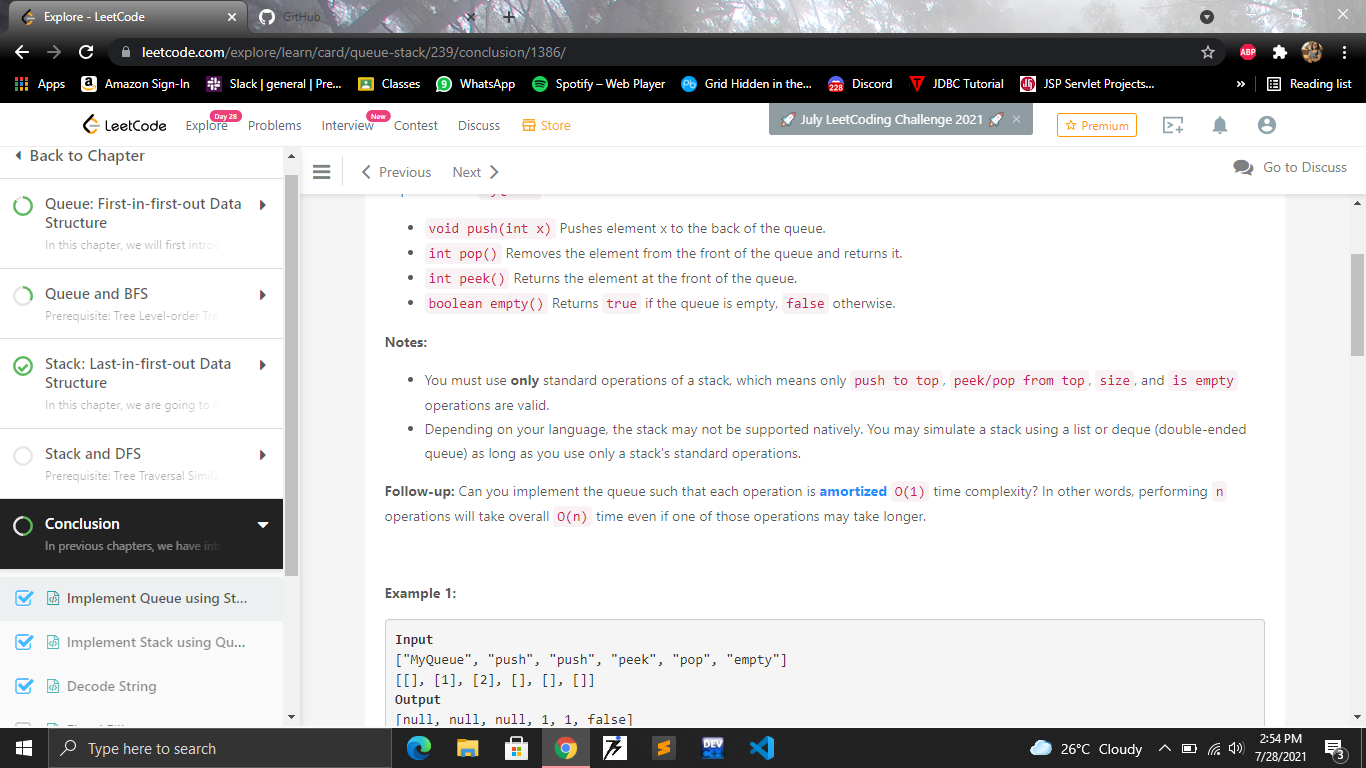 Explore - LeetCode
GitHub
leetcode.com/explore/learn/card/queue-stack/239/conclusion/1386/
ABP
Apps
Amazon Sign-In
Slack | general | Pre...
Classes
9
WhatsApp
Spotify – Web Player
Pb
Grid Hidden in the...
228
Discord
JDBC Tutorial
JSP Servlet Projects...
»
Reading list
LeetCode
Explore
Day 28
Problems
Interview
New
Contest
Discuss
Store
🚀 July LeetCoding Challenge 2021 🚀
Premium
Back to Chapter
Queue: First-in-first-out Data
Structure
In this chapter, we will first introd
Queue and BFS
Prerequisite: Tree Level-order Tra
Stack: Last-in-first-out Data
Structure
In this chapter, we are going to
Stack and DFS
Prerequisite: Tree Traversal Simil
Conclusion
In previous chapters, we have int
Implement Queue using St...
Implement Stack using Qu...
Decode String
Previous
Next
Go to Discuss
void push(int x) Pushes element x to the back of the queue.
int pop() Removes the element from the front of the queue and returns it.
int peek() Returns the element at the front of the queue.
boolean empty() Returns true if the queue is empty, false otherwise.
Notes:
You must use only standard operations of a stack, which means only push to top, peek/pop from top, size, and is empty
operations are valid.
Depending on your language, the stack may not be supported natively. You may simulate a stack using a list or deque (double-ended
queue) as long as you use only a stack's standard operations.
Follow-up: Can you implement the queue such that each operation is amortized O(1) time complexity? In other words, performing n
operations will take overall O(n) time even if one of those operations may take longer.
Example 1:
Input
["MyQueue", "push", "push", "peek", "pop", "empty"]
[[], [1], [2], [], [], []]
Output
[null, null, null, 1, 1, false]
Type here to search
DEV
26°C Cloudy
2:54 PM
7/28/2021
3